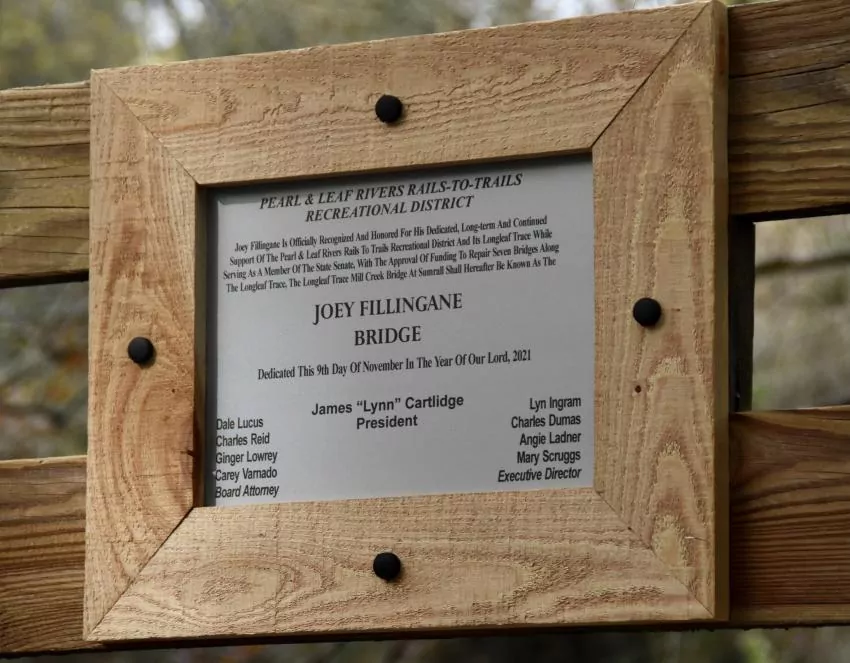 PEARL & LEAF RIVERS RAILS-TO-TRAILS
RECREATIONAL DISTRICT
Joey Fillingane Is Officially Recognized And Honored For His Dedicated, Long-term And Continued
Support Of The Pearl & Leaf Rivers Rails To Trails Recreational District And Its Longleaf Trace While
Serving As A Member Of The State Senate, With The Approval Of Funding To Repair Seven Bridges Along
The Longleaf Trace, The Longleaf Trace Mill Creek Bridge At Sumrall Shall Hereafter Be Known As The
JOEY FILLINGANE
BRIDGE
Dedicated This 9th Day Of November In The Year Of Our Lord, 2021
James “Lynn” Cartlidge
President
Dale Lucus
Charles Reid
Ginger Lowrey
Carey Varnado
Board Attorney
Lyn Ingram
Charles Dumas
Angie Ladner
Mary Scruggs
Executive Director